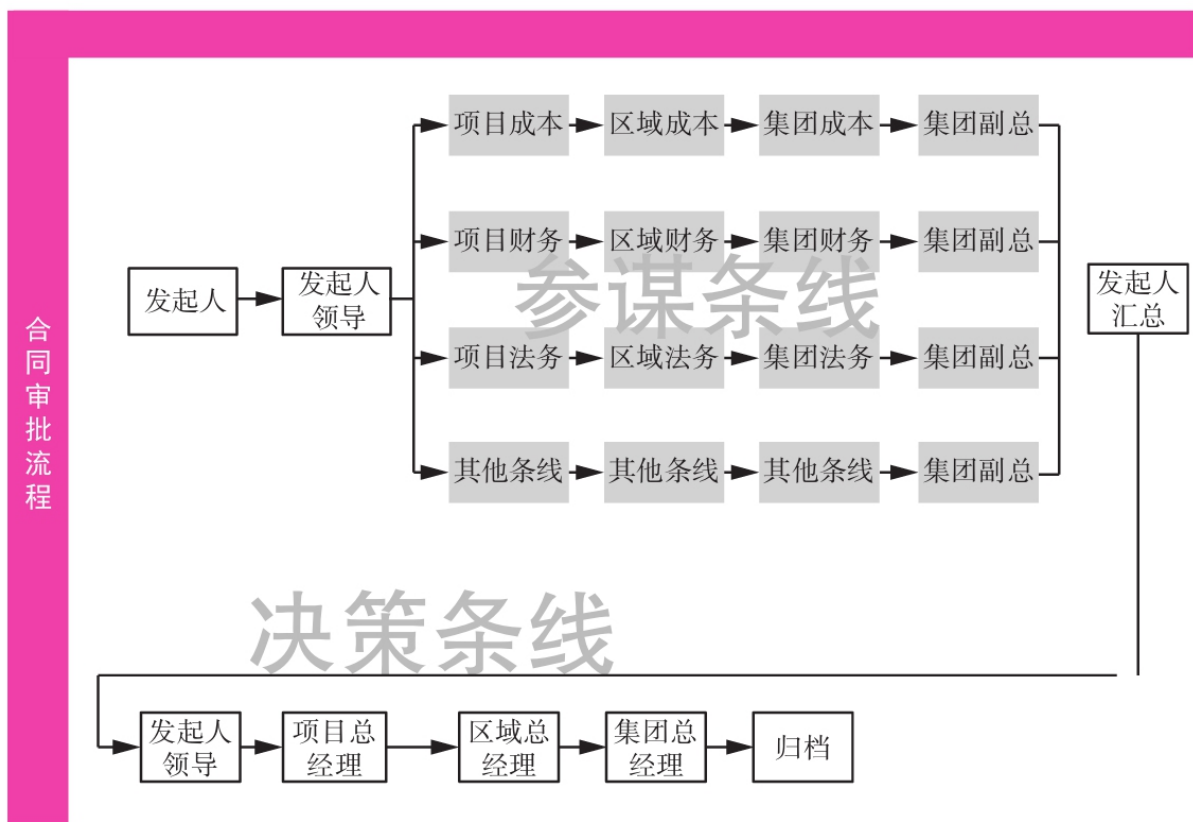 合同审批流程
项目成本 区域成本 集团成本 集团副总
项目财务 区域财务 集团财务 集团副总
参谋条线
发起人
发起人
领导
发起人
汇总
项目法务 区域法务 集团法务 集团副总
其他条线 其他条线 其他条线 集团副总
决策条线
发起人
领导
项目总
经理
区域总
经理
集团总
经理
归档